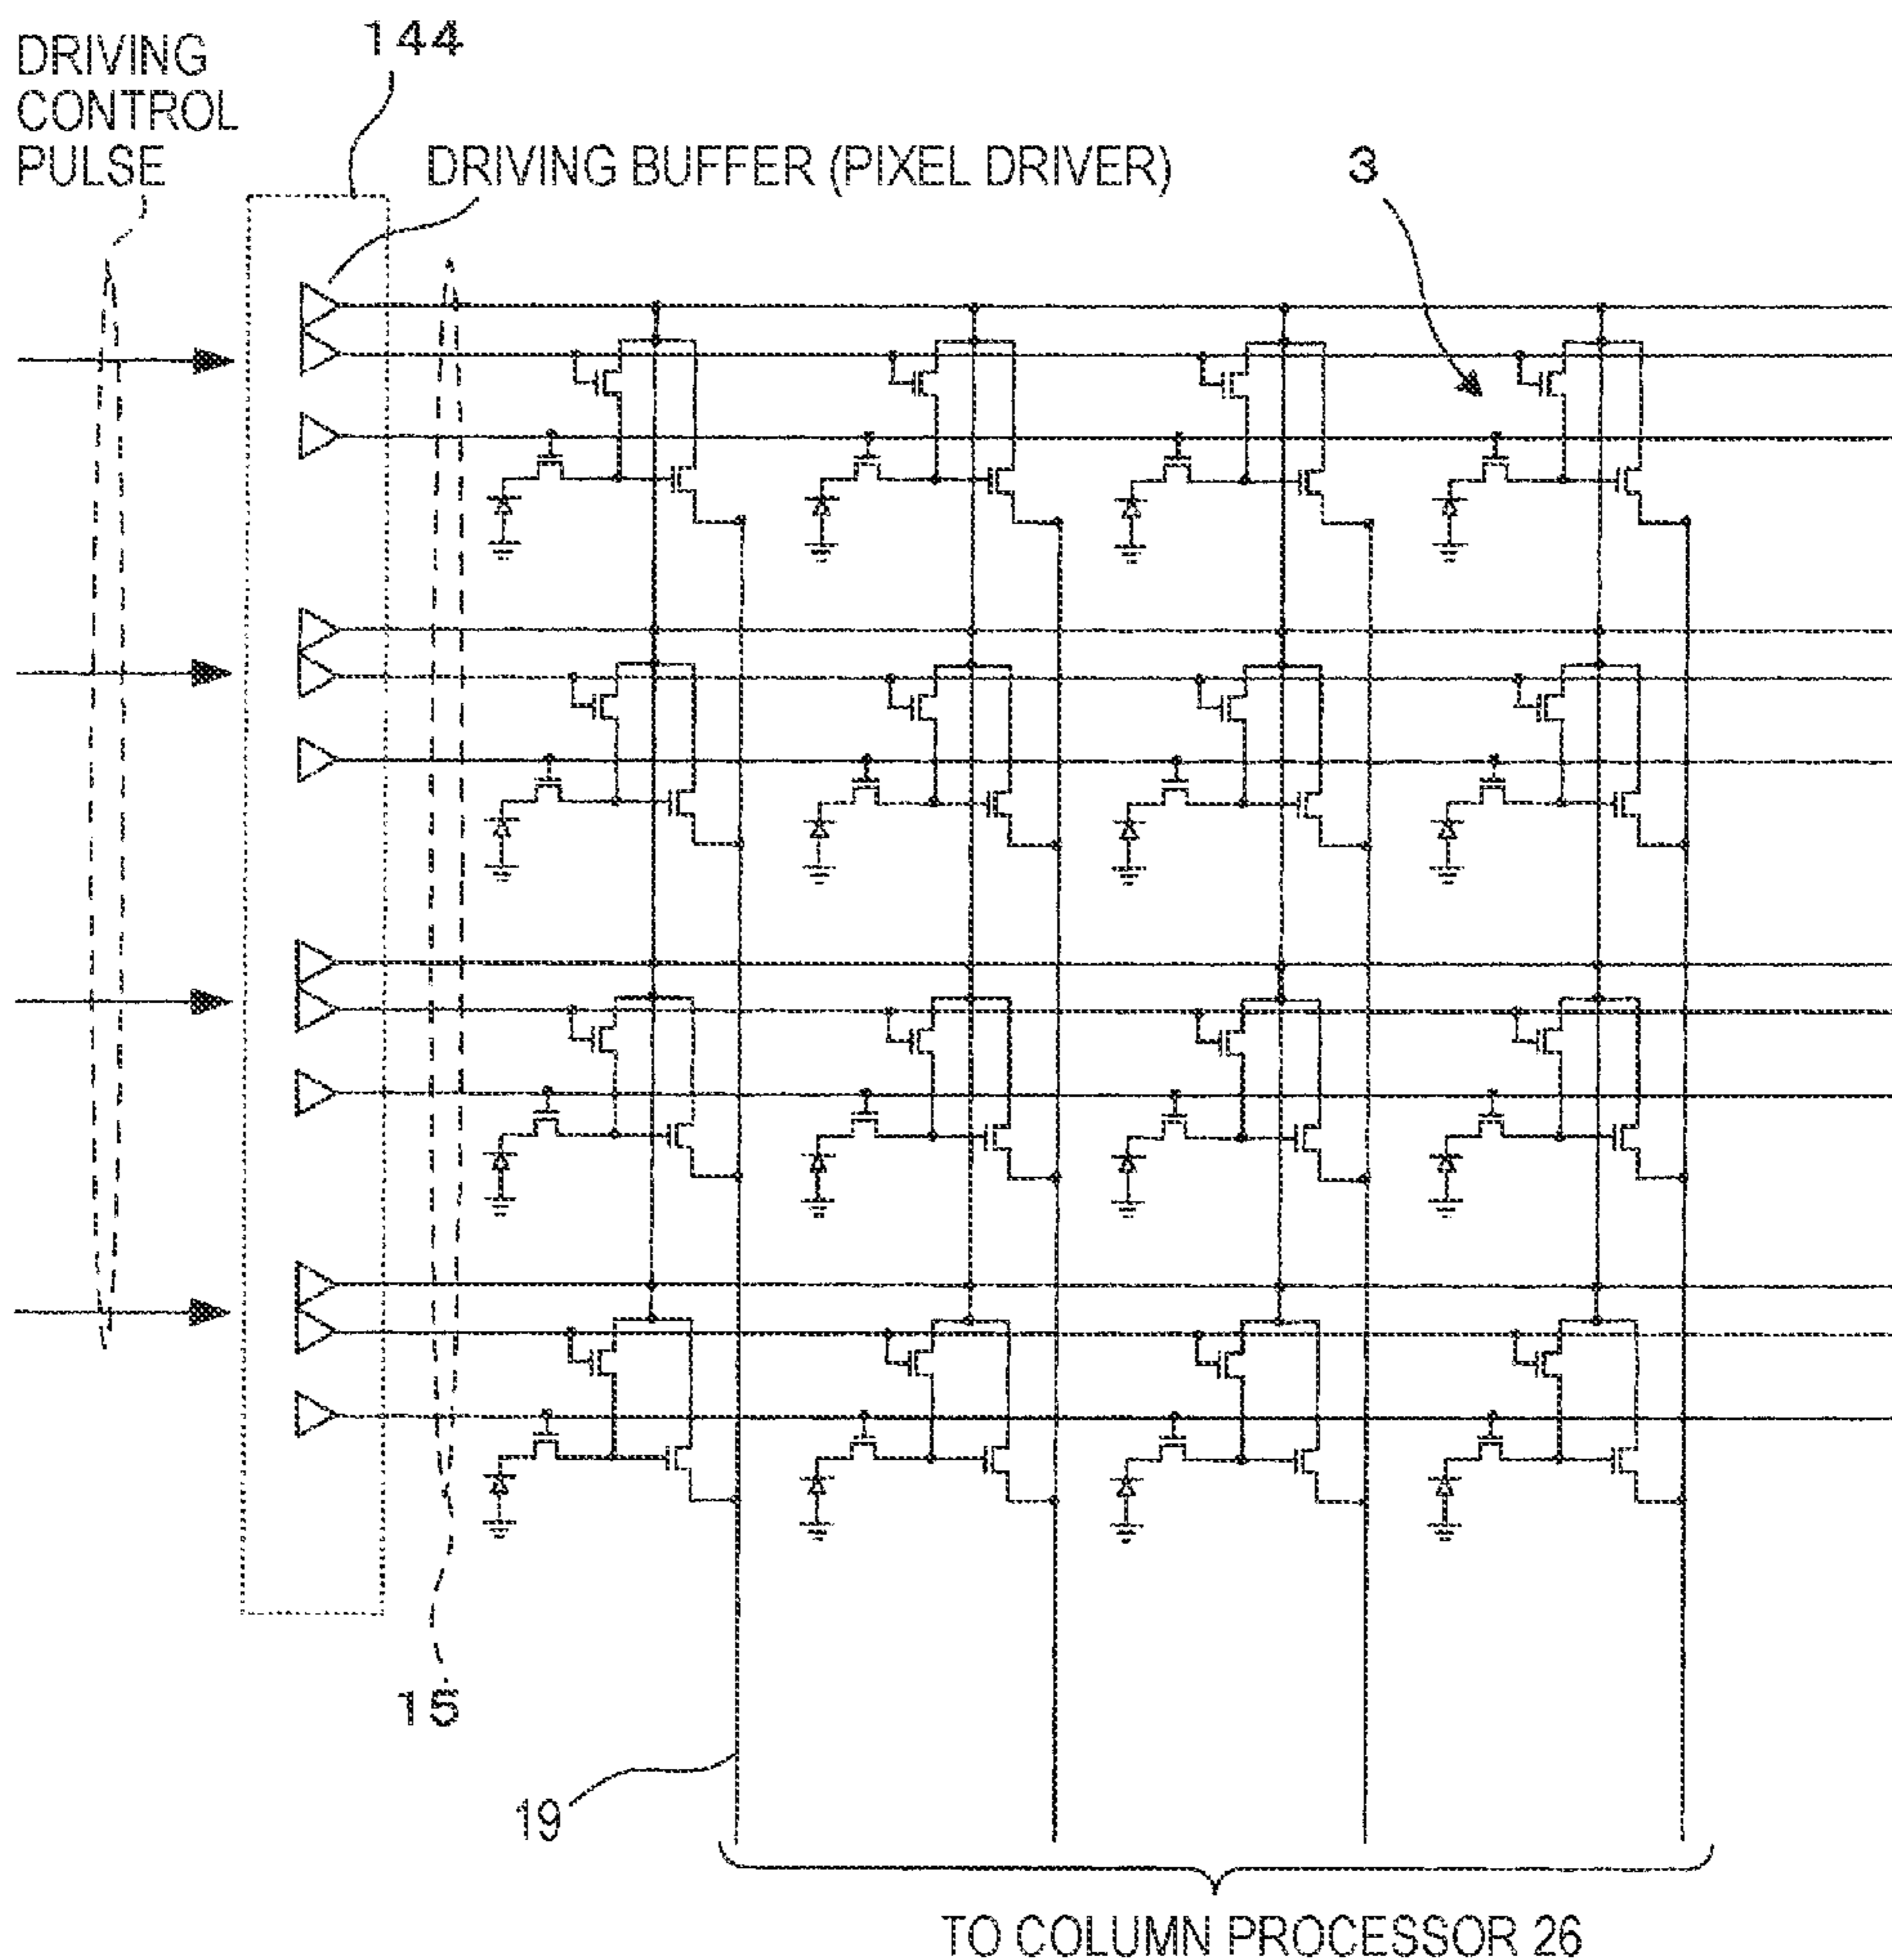 DRIVING
CONTROL
PULSE
144
DRIVING BUFFER (PIXEL DRIVER)
3
15
19
TO COLUMN PROCESSOR 26